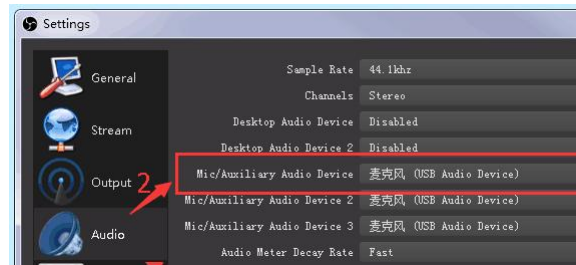 Settings
General
Stream
Output
2
Audio
Sample Rate 44.1khz
Channels Stereo
Desktop Audio Device Disabled
Desktop Audio Device 2 Disabled
Mic/Auxiliary Audio Device 麦克风 (USB Audio Device)
Mic/Auxiliary Audio Device 2 麦克风 (USB Audio Device)
Mic/Auxiliary Audio Device 3 麦克风 (USB Audio Device)
Audio Meter Decay Rate Fast